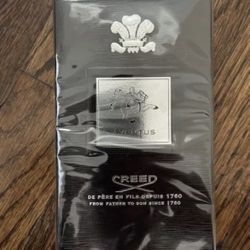 CREED
DE PÈRE EN FILS DEPUIS 1760
FROM FATHER TO SON SINCE 1760